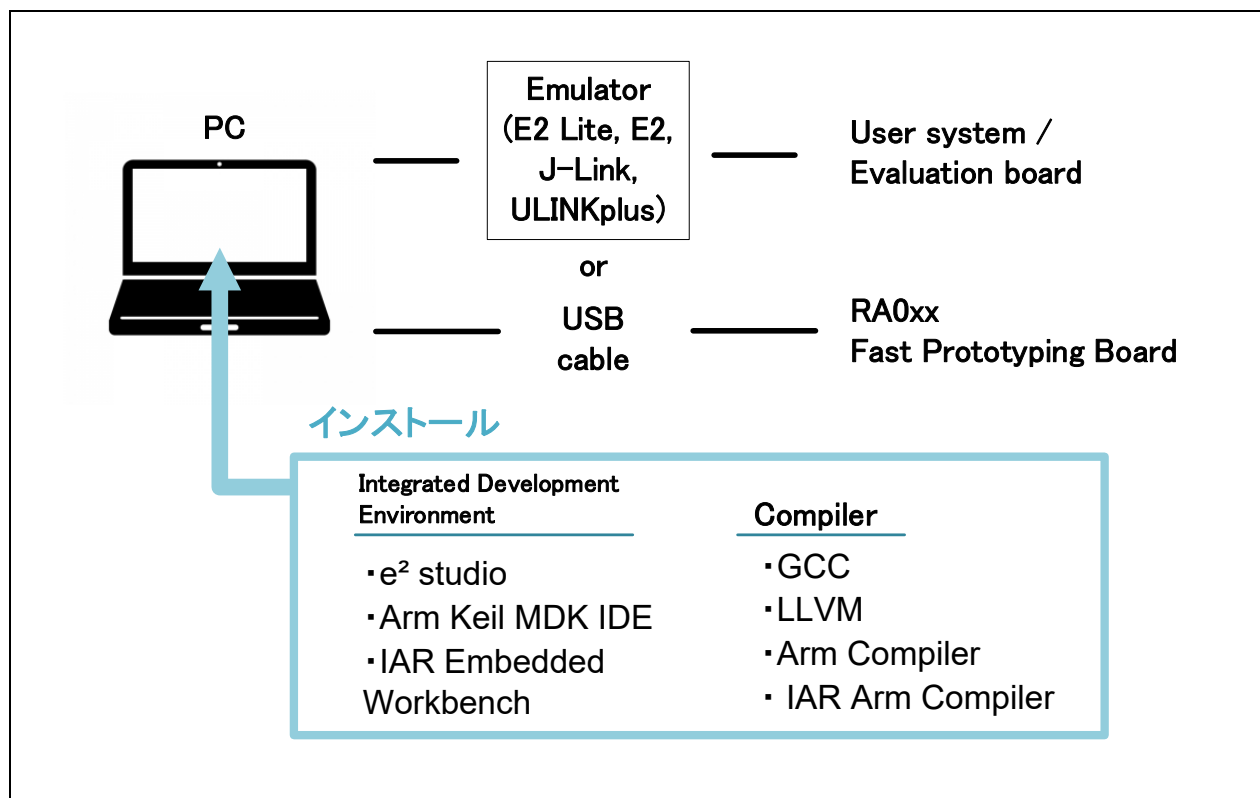 PC
Emulator
(E2 Lite, E2,
J-Link,
ULINKplus)
User system /
Evaluation board
or
USB
cable
RA0xx
Fast Prototyping Board
インストール
Integrated Development
Environment
・e² studio
・Arm Keil MDK IDE
・IAR Embedded
Workbench
Compiler
・GCC
・LLVM
・Arm Compiler
・ IAR Arm Compiler